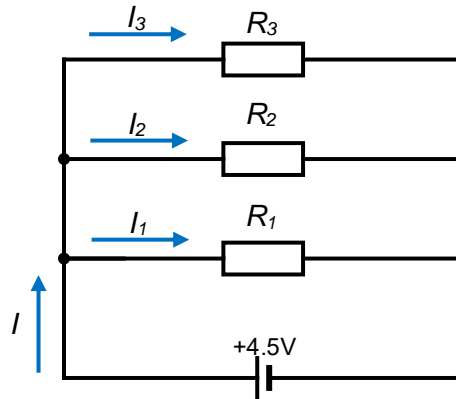 I₃ R₃
I₂ R₂
I₁ R₁
I
+4.5V